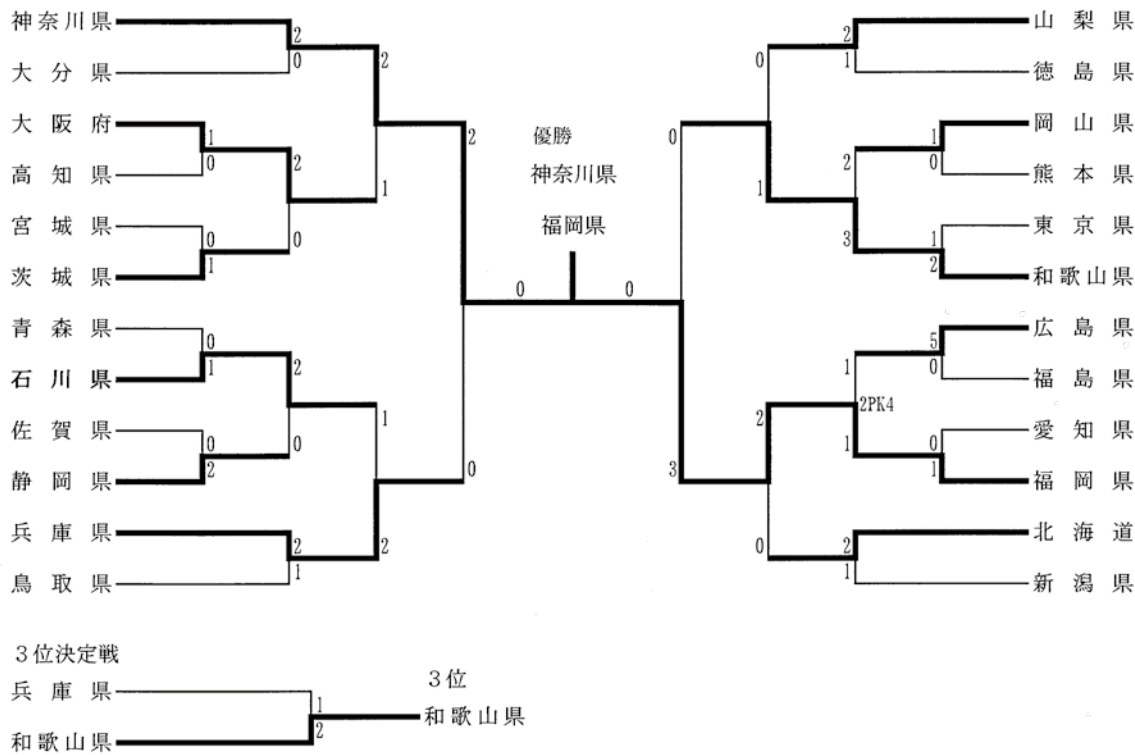 神奈川県
2
0
大分県
2
大阪府
1
0
高知県
2
1
宮城県
0
1
茨城県
0
2
青森県
0
1
石川県
2
佐賀県
0
2
静岡県
0
1
兵庫県
2
1
鳥取県
2
0
優勝
神奈川県
福岡県
0 0
山梨県
2
1
徳島県
0
岡山県
1
0
熊本県
2
1
東京県
1
2
和歌山県
3
0
広島県
5
0
福島県
1
2PK4
愛知県
0
1
福岡県
1
2
北海道
2
1
新潟県
0
3
3位決定戦
兵庫県
1
2
和歌山県
3位
和歌山県